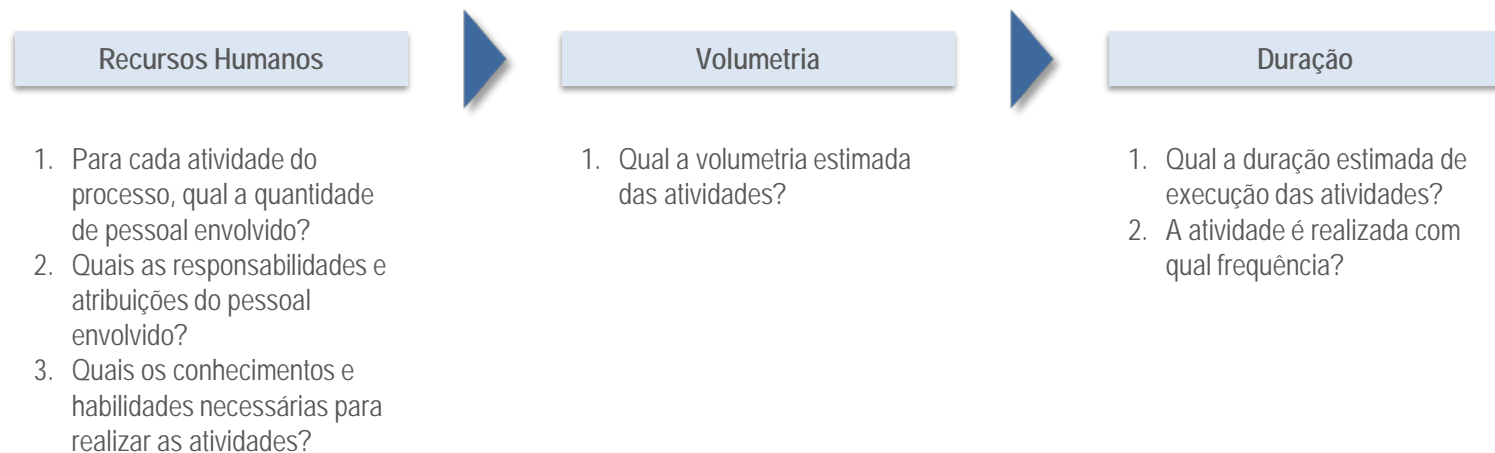 Recursos Humanos
1. Para cada atividade do
processo, qual a quantidade
de pessoal envolvido?
2. Quais as responsabilidades e
atribuições do pessoal
envolvido?
3. Quais os conhecimentos e
habilidades necessárias para
realizar as atividades?
Volumetria
1. Qual a volumetria estimada
das atividades?
Duração
1. Qual a duração estimada de
execução das atividades?
2. A atividade é realizada com
qual frequência?